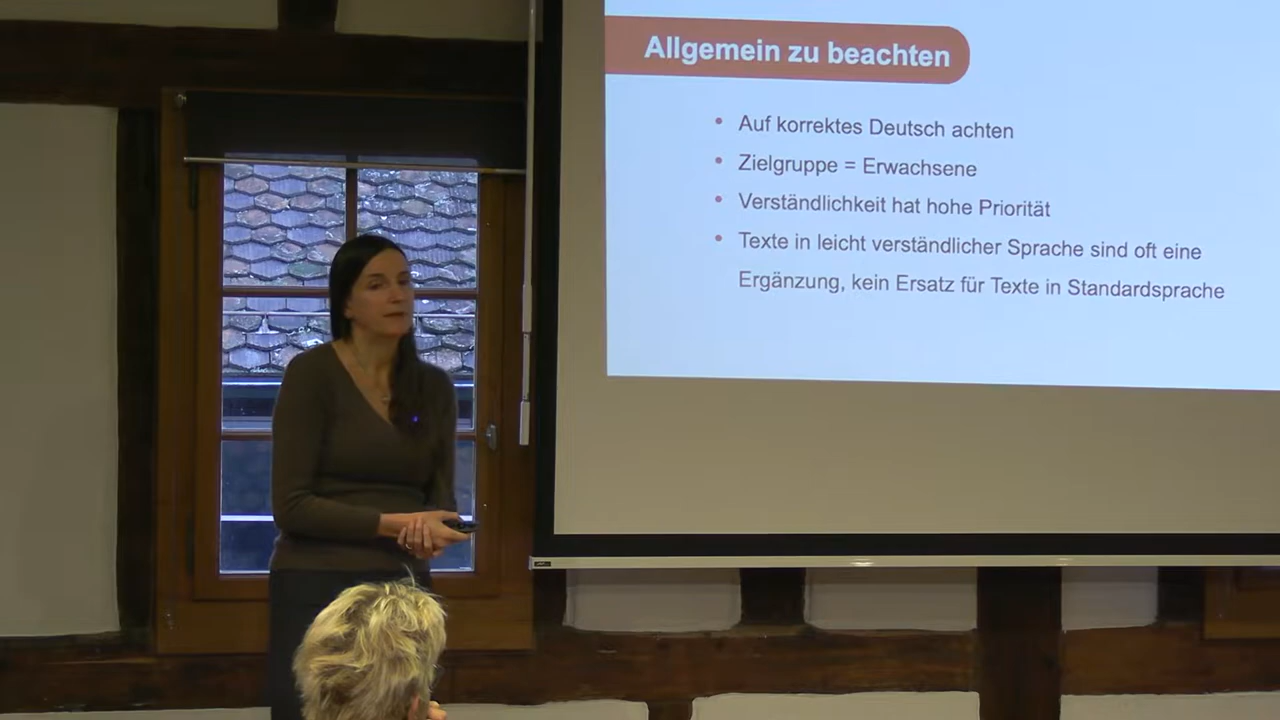 Allgemein zu beachten
• Auf korrektes Deutsch achten
• Zielgruppe = Erwachsene
• Verständlichkeit hat hohe Priorität
• Texte in leicht verständlicher Sprache sind oft eine
Ergänzung, kein Ersatz für Texte in Standardsprache